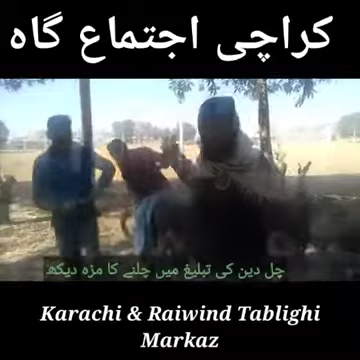 کراچی اجتماع گاہ
چل دین کی تبلیغ میں چلنے کا مزہ دیکھ
Karachi & Raiwind Tablighi
Markaz